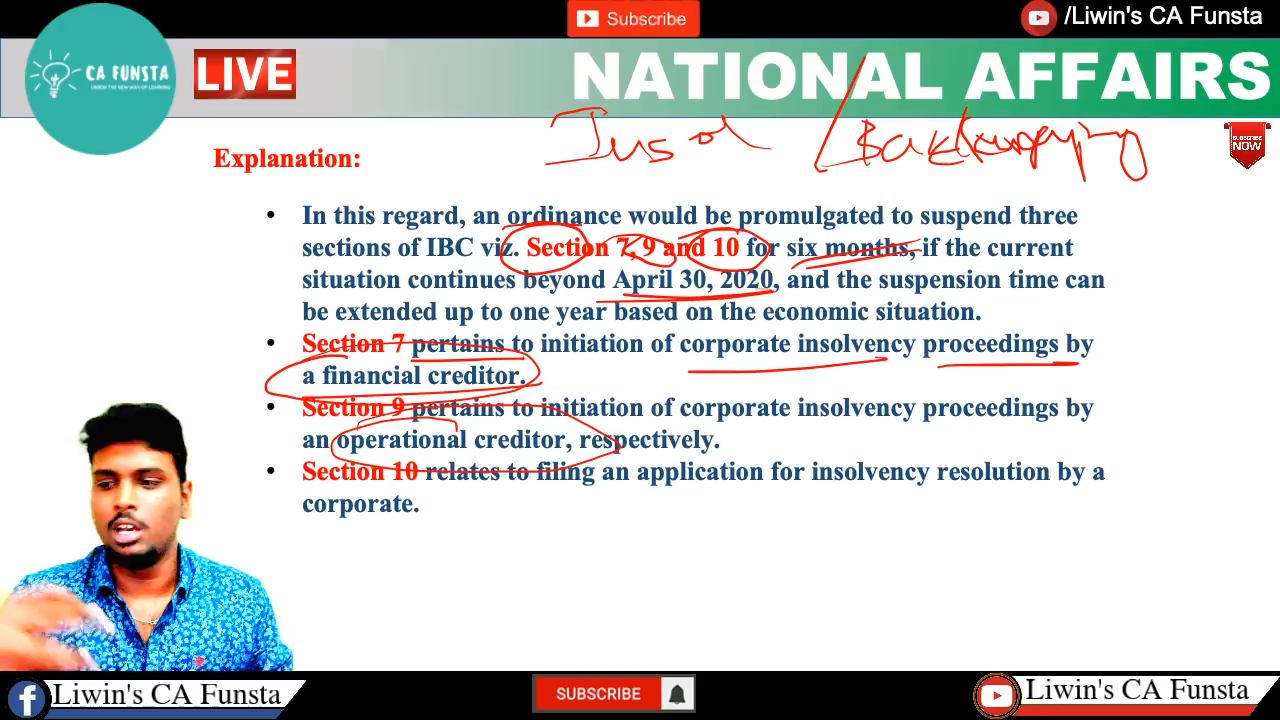 Subscribe
/Liwin's CA Funsta
CA FUNSTA
LIVE
NATIONAL AFFAIRS
Insol / Bankruptcy
SUBSCRIBE
NOW
Explanation:
• In this regard, an ordinance would be promulgated to suspend three
sections of IBC viz. Section 7, 9 and 10 for six months, if the current
situation continues beyond April 30, 2020, and the suspension time can
be extended up to one year based on the economic situation.
• Section 7 pertains to initiation of corporate insolvency proceedings by
a financial creditor.
• Section 9 pertains to initiation of corporate insolvency proceedings by
an operational creditor, respectively.
• Section 10 relates to filing an application for insolvency resolution by a
corporate.
Liwin's CA Funsta
SUBSCRIBE
Liwin's CA Funsta